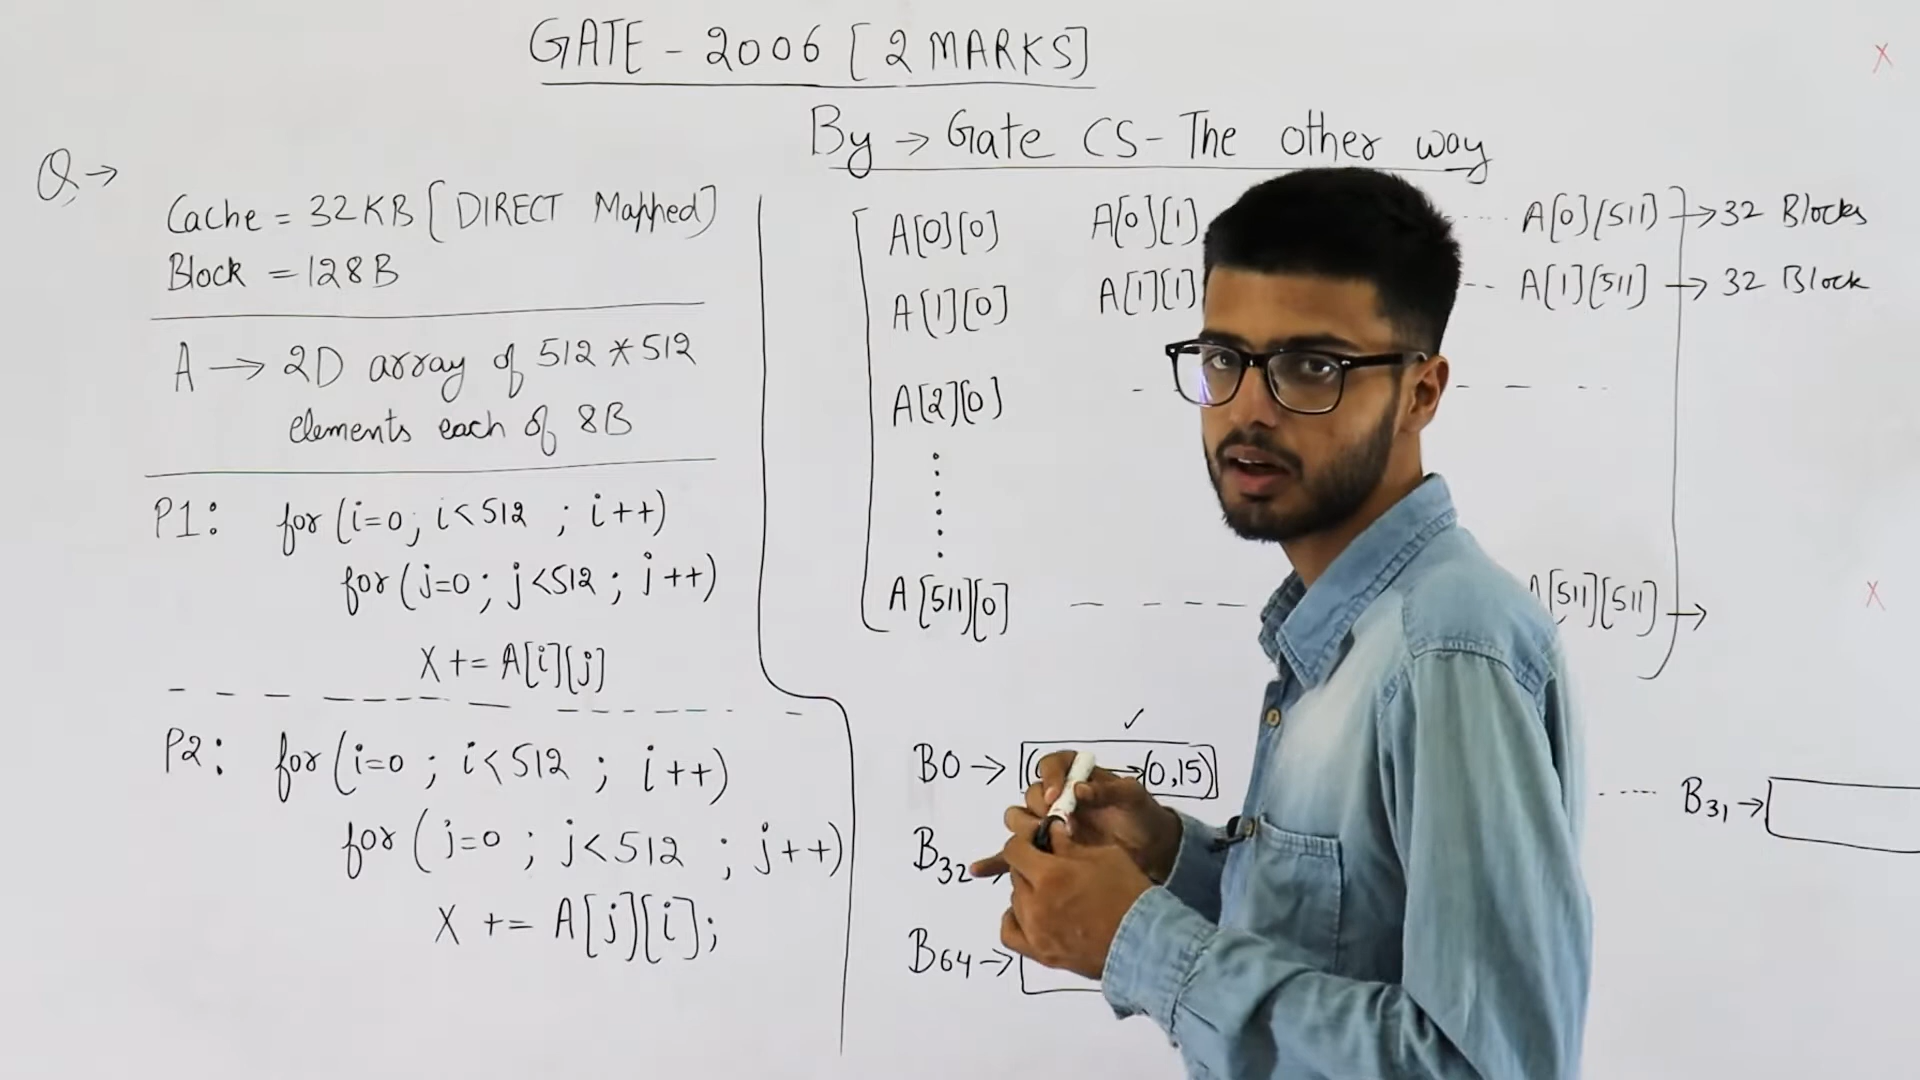 GATE - 2006 [2 MARKS]
By → Gate CS - The other way
Q →
Cache = 32 KB [DIRECT Mapped]
Block = 128 B
A → 2D array of 512 * 512
elements each of 8B
P1: for (i=0; i<512 ; i++)
for (j=0 ; j<512 ; j++)
X += A[i][j]
P2: for (i=0 ; i<512 ; i++)
for (j=0 ; j<512 ; j++)
X += A[j][i];
A[0][0] A[0][1] ..... A[0][511] → 32 Blocks
A[1][0] A[1][1] -- A[1][511] → 32 Block
A[2][0]
A[511][0] A[511][511] →
B0 → → (0,15) ..... B31 →
B32 →
B64 →